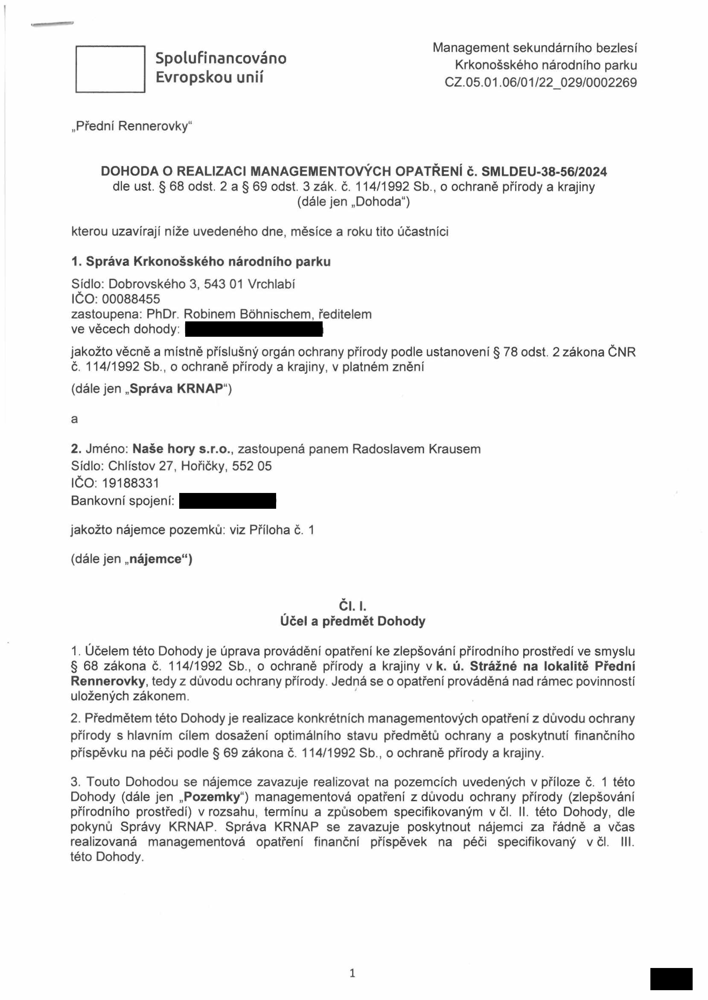 Spolufinancováno
Evropskou unií
Management sekundárního bezlesí
Krkonošského národního parku
CZ.05.01.06/01/22_029/0002269
„Přední Rennerovky“
DOHODA O REALIZACI MANAGEMENTOVÝCH OPATŘENÍ č. SMLDEU-38-56/2024
dle ust. § 68 odst. 2 a § 69 odst. 3 zák. č. 114/1992 Sb., o ochraně přírody a krajiny
(dále jen „Dohoda“)
kterou uzavírají níže uvedeného dne, měsíce a roku tito účastníci
1. Správa Krkonošského národního parku
Sídlo: Dobrovského 3, 543 01 Vrchlabí
IČO: 00088455
zastoupena: PhDr. Robinem Böhnischem, ředitelem
ve věcech dohody:
jakožto věcně a místně příslušný orgán ochrany přírody podle ustanovení § 78 odst. 2 zákona ČNR
č. 114/1992 Sb., o ochraně přírody a krajiny, v platném znění
(dále jen „Správa KRNAP“)
a
2. Jméno: Naše hory s.r.o., zastoupená panem Radoslavem Krausem
Sídlo: Chlístov 27, Hořičky, 552 05
IČO: 19188331
Bankovní spojení:
jakožto nájemce pozemků: viz Příloha č. 1
(dále jen „nájemce“)
Čl. I.
Účel a předmět Dohody
1. Účelem této Dohody je úprava provádění opatření ke zlepšování přírodního prostředí ve smyslu
§ 68 zákona č. 114/1992 Sb., o ochraně přírody a krajiny v k. ú. Strážné na lokalitě Přední
Rennerovky, tedy z důvodu ochrany přírody. Jedná se o opatření prováděná nad rámec povinností
uložených zákonem.
2. Předmětem této Dohody je realizace konkrétních managementových opatření z důvodu ochrany
přírody s hlavním cílem dosažení optimálního stavu předmětů ochrany a poskytnutí finančního
příspěvku na péči podle § 69 zákona č. 114/1992 Sb., o ochraně přírody a krajiny.
3. Touto Dohodou se nájemce zavazuje realizovat na pozemcích uvedených v příloze č. 1 této
Dohody (dále jen „Pozemky“) managementová opatření z důvodu ochrany přírody (zlepšování
přírodního prostředí) v rozsahu, termínu a způsobem specifikovaným v čl. II. této Dohody, dle
pokynů Správy KRNAP. Správa KRNAP se zavazuje poskytnout nájemci za řádně a včas
realizovaná managementová opatření finanční příspěvek na péči specifikovaný v čl. III.
této Dohody.
1